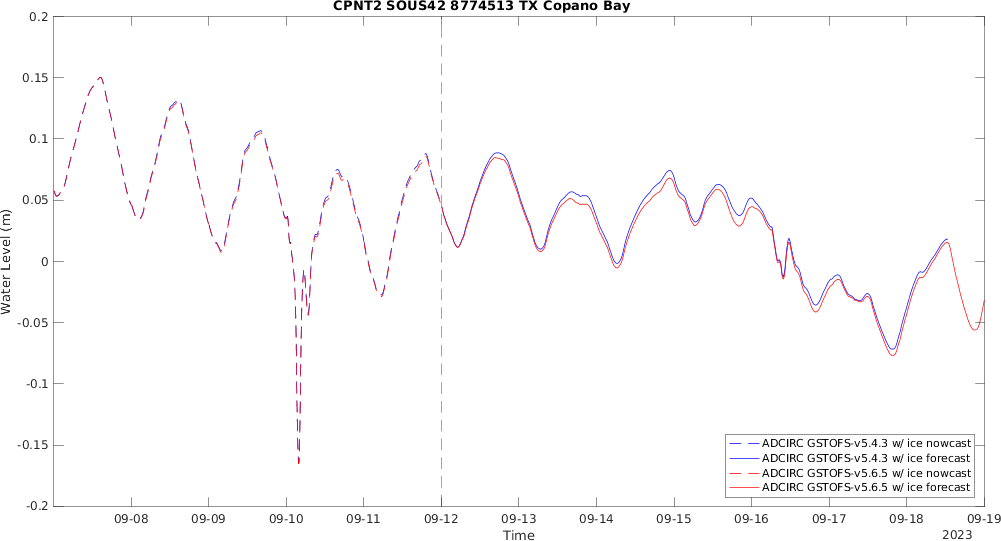 CPNT2 SOUS42 8774513 TX Copano Bay
0.2
0.15
0.1
0.05
0
-0.05
-0.1
-0.15
-0.2
Water Level (m)
ADCIRC GSTOFS-v5.4.3 w/ ice nowcast
ADCIRC GSTOFS-v5.4.3 w/ ice forecast
ADCIRC GSTOFS-v5.6.5 w/ ice nowcast
ADCIRC GSTOFS-v5.6.5 w/ ice forecast
09-08 09-09 09-10 09-11 09-12 09-13 09-14 09-15 09-16 09-17 09-18 09-19
Time
2023